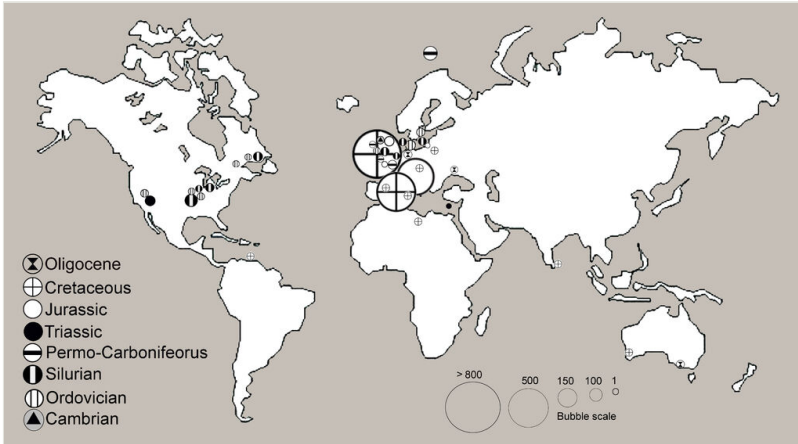 Oligocene
Cretaceous
Jurassic
Triassic
Permo-Carbonifeorus
Silurian
Ordovician
Cambrian
> 800
500
150
100
1
Bubble scale